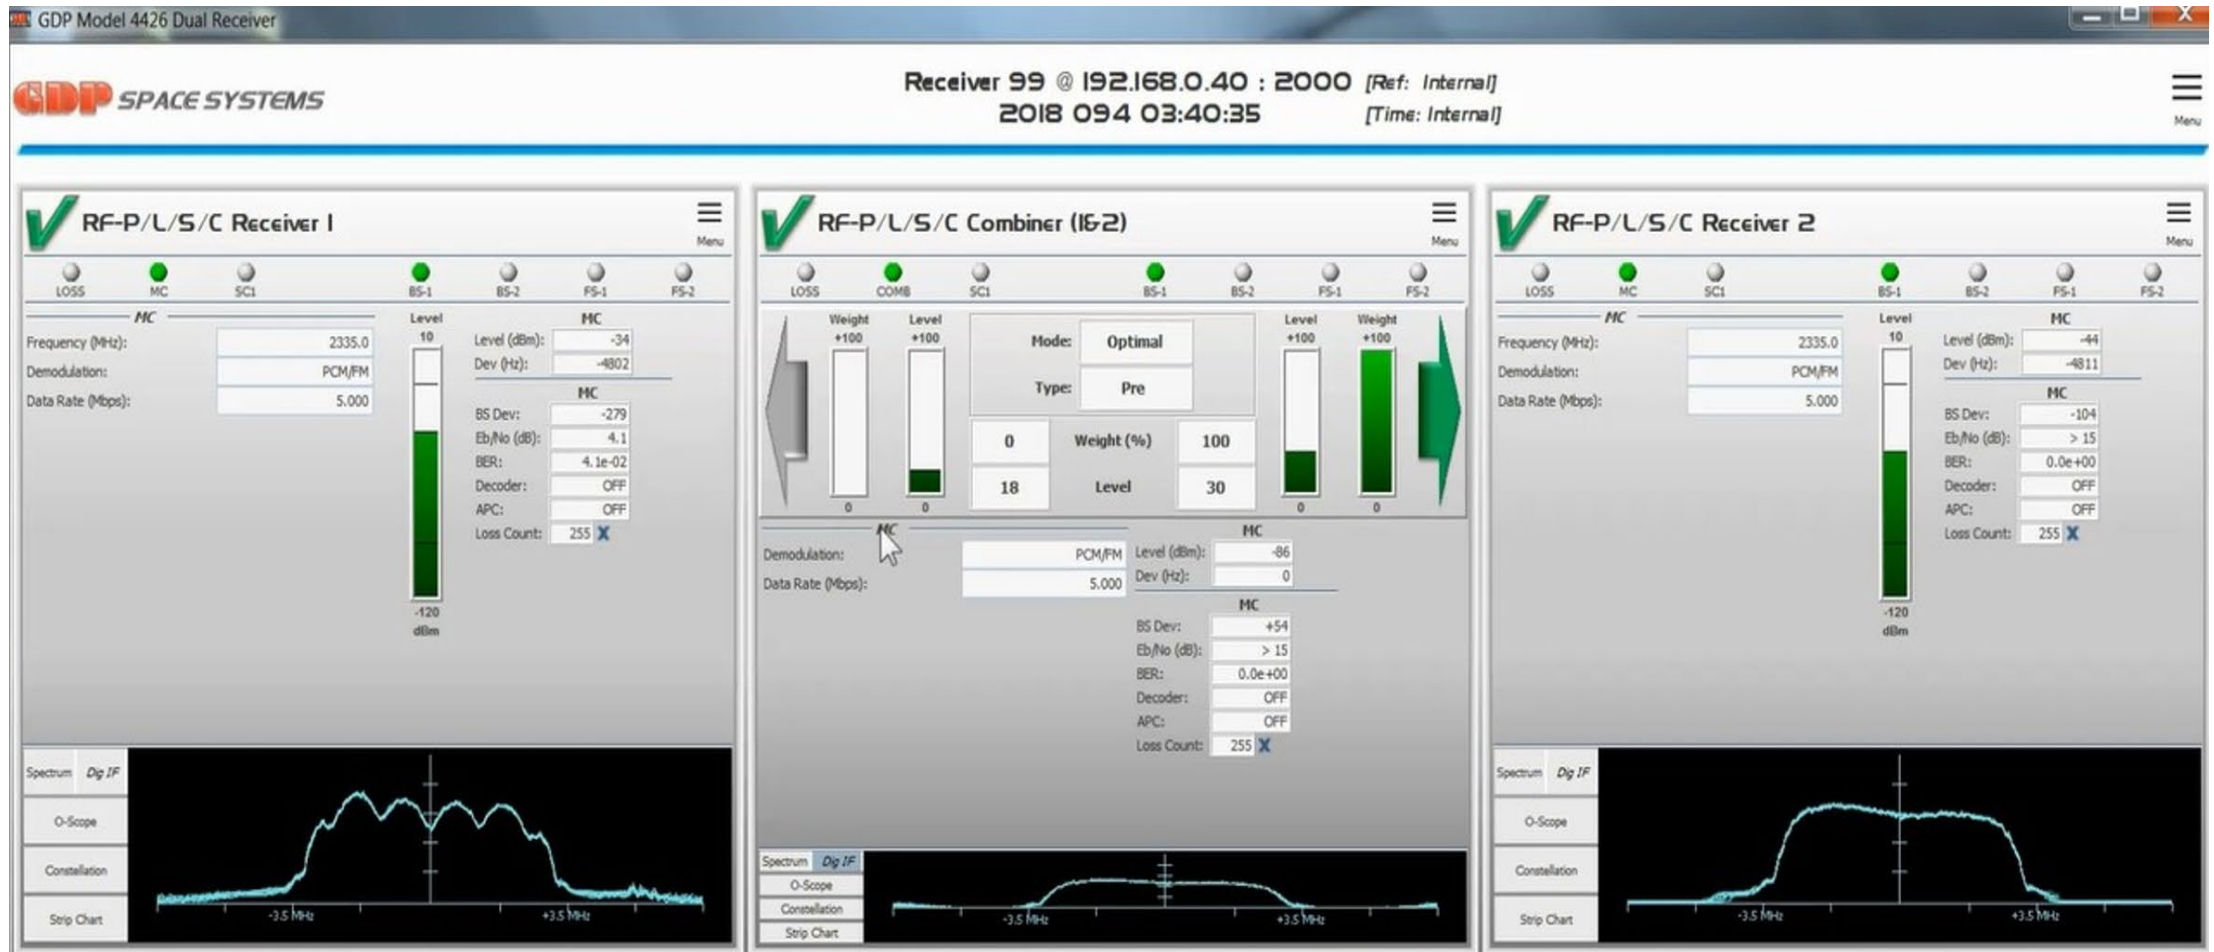 GDP Model 4426 Dual Receiver
GDP SPACE SYSTEMS
Receiver 99 @ 192.168.0.40 : 2000 [Ref: Internal]
2018 094 03:40:35 [Time: Internal]
Menu
RF-P/L/S/C Receiver 1
Menu
LOSS MC SC1 BS-1 BS-2 FS-1 FS-2
MC
Frequency (MHz): 2335.0
Demodulation: PCM/FM
Data Rate (Mbps): 5.000
Level
10
-120
dBm
MC
Level (dBm): -34
Dev (Hz): -4802
MC
BS Dev: -279
Eb/No (dB): 4.1
BER: 4.1e-02
Decoder: OFF
APC: OFF
Loss Count: 255 X
Spectrum Dig IF
O-Scope
Constellation
Strip Chart
-3.5 MHz +3.5 MHz
RF-P/L/S/C Combiner (1&2)
Menu
LOSS COMB SC1 BS-1 BS-2 FS-1 FS-2
Weight Level Level Weight
+100 +100 +100 +100
Mode: Optimal
Type: Pre
0 Weight (%) 100
18 Level 30
0 0 0 0
MC
Demodulation: PCM/FM
Data Rate (Mbps): 5.000
MC
Level (dBm): -86
Dev (Hz): 0
MC
BS Dev: +54
Eb/No (dB): > 15
BER: 0.0e+00
Decoder: OFF
APC: OFF
Loss Count: 255 X
Spectrum Dig IF
O-Scope
Constellation
Strip Chart
-3.5 MHz +3.5 MHz
RF-P/L/S/C Receiver 2
Menu
LOSS MC SC1 BS-1 BS-2 FS-1 FS-2
MC
Frequency (MHz): 2335.0
Demodulation: PCM/FM
Data Rate (Mbps): 5.000
Level
10
-120
dBm
MC
Level (dBm): -44
Dev (Hz): -4811
MC
BS Dev: -104
Eb/No (dB): > 15
BER: 0.0e+00
Decoder: OFF
APC: OFF
Loss Count: 255 X
Spectrum Dig IF
O-Scope
Constellation
Strip Chart
-3.5 MHz +3.5 MHz